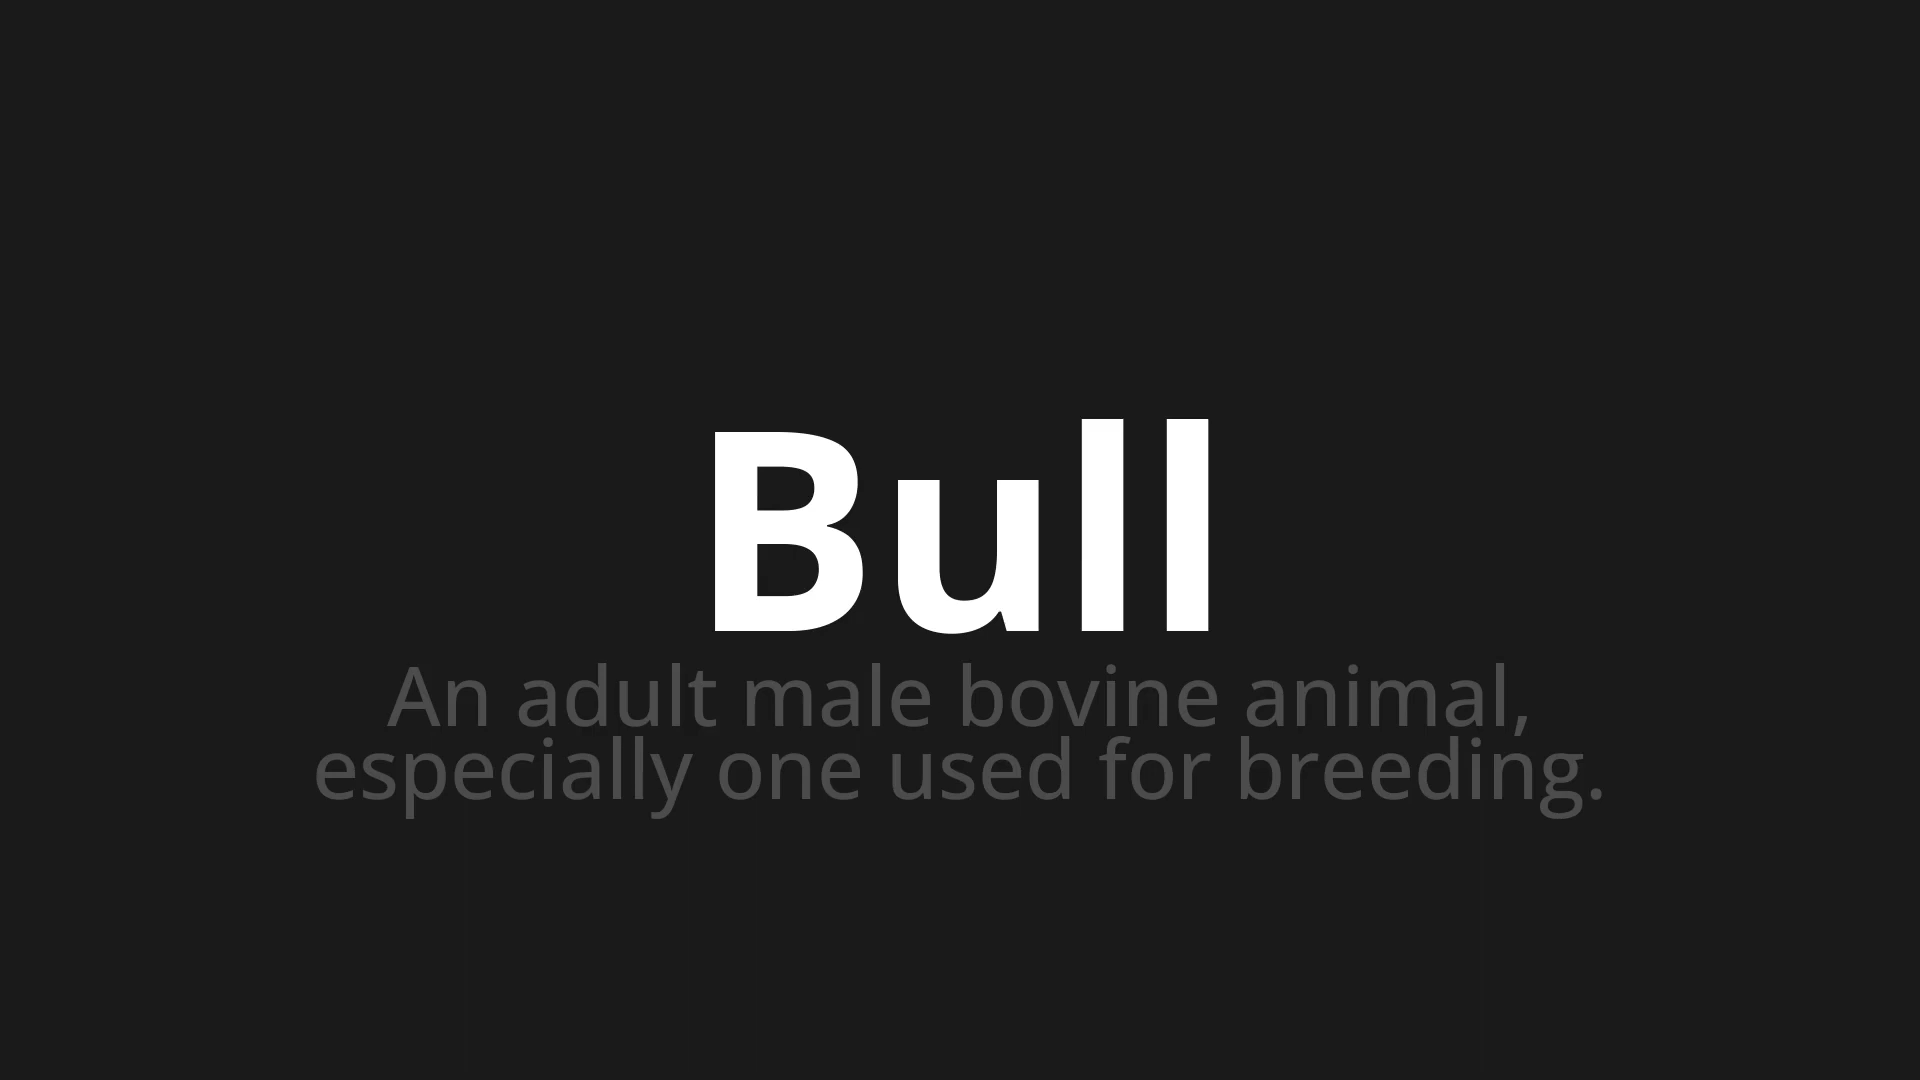 Bull
An adult male bovine animal,
especially one used for breeding.